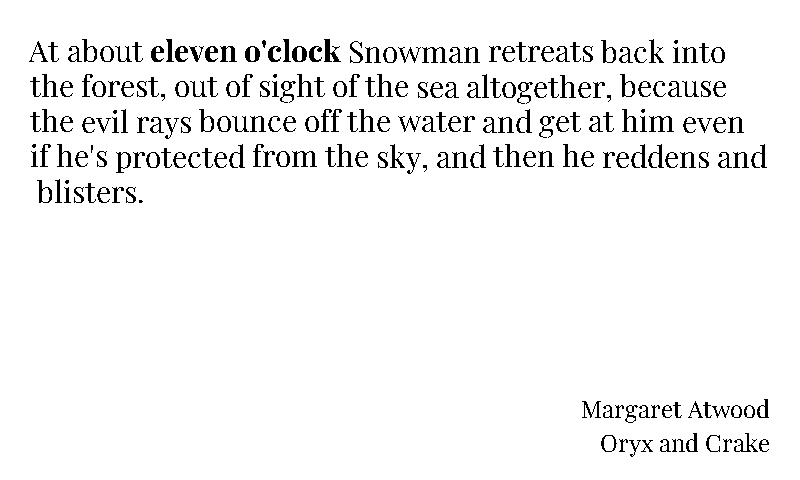 At about eleven o'clock Snowman retreats back into
the forest, out of sight of the sea altogether, because
the evil rays bounce off the water and get at him even
if he's protected from the sky, and then he reddens and
blisters.
Margaret Atwood
Oryx and Crake